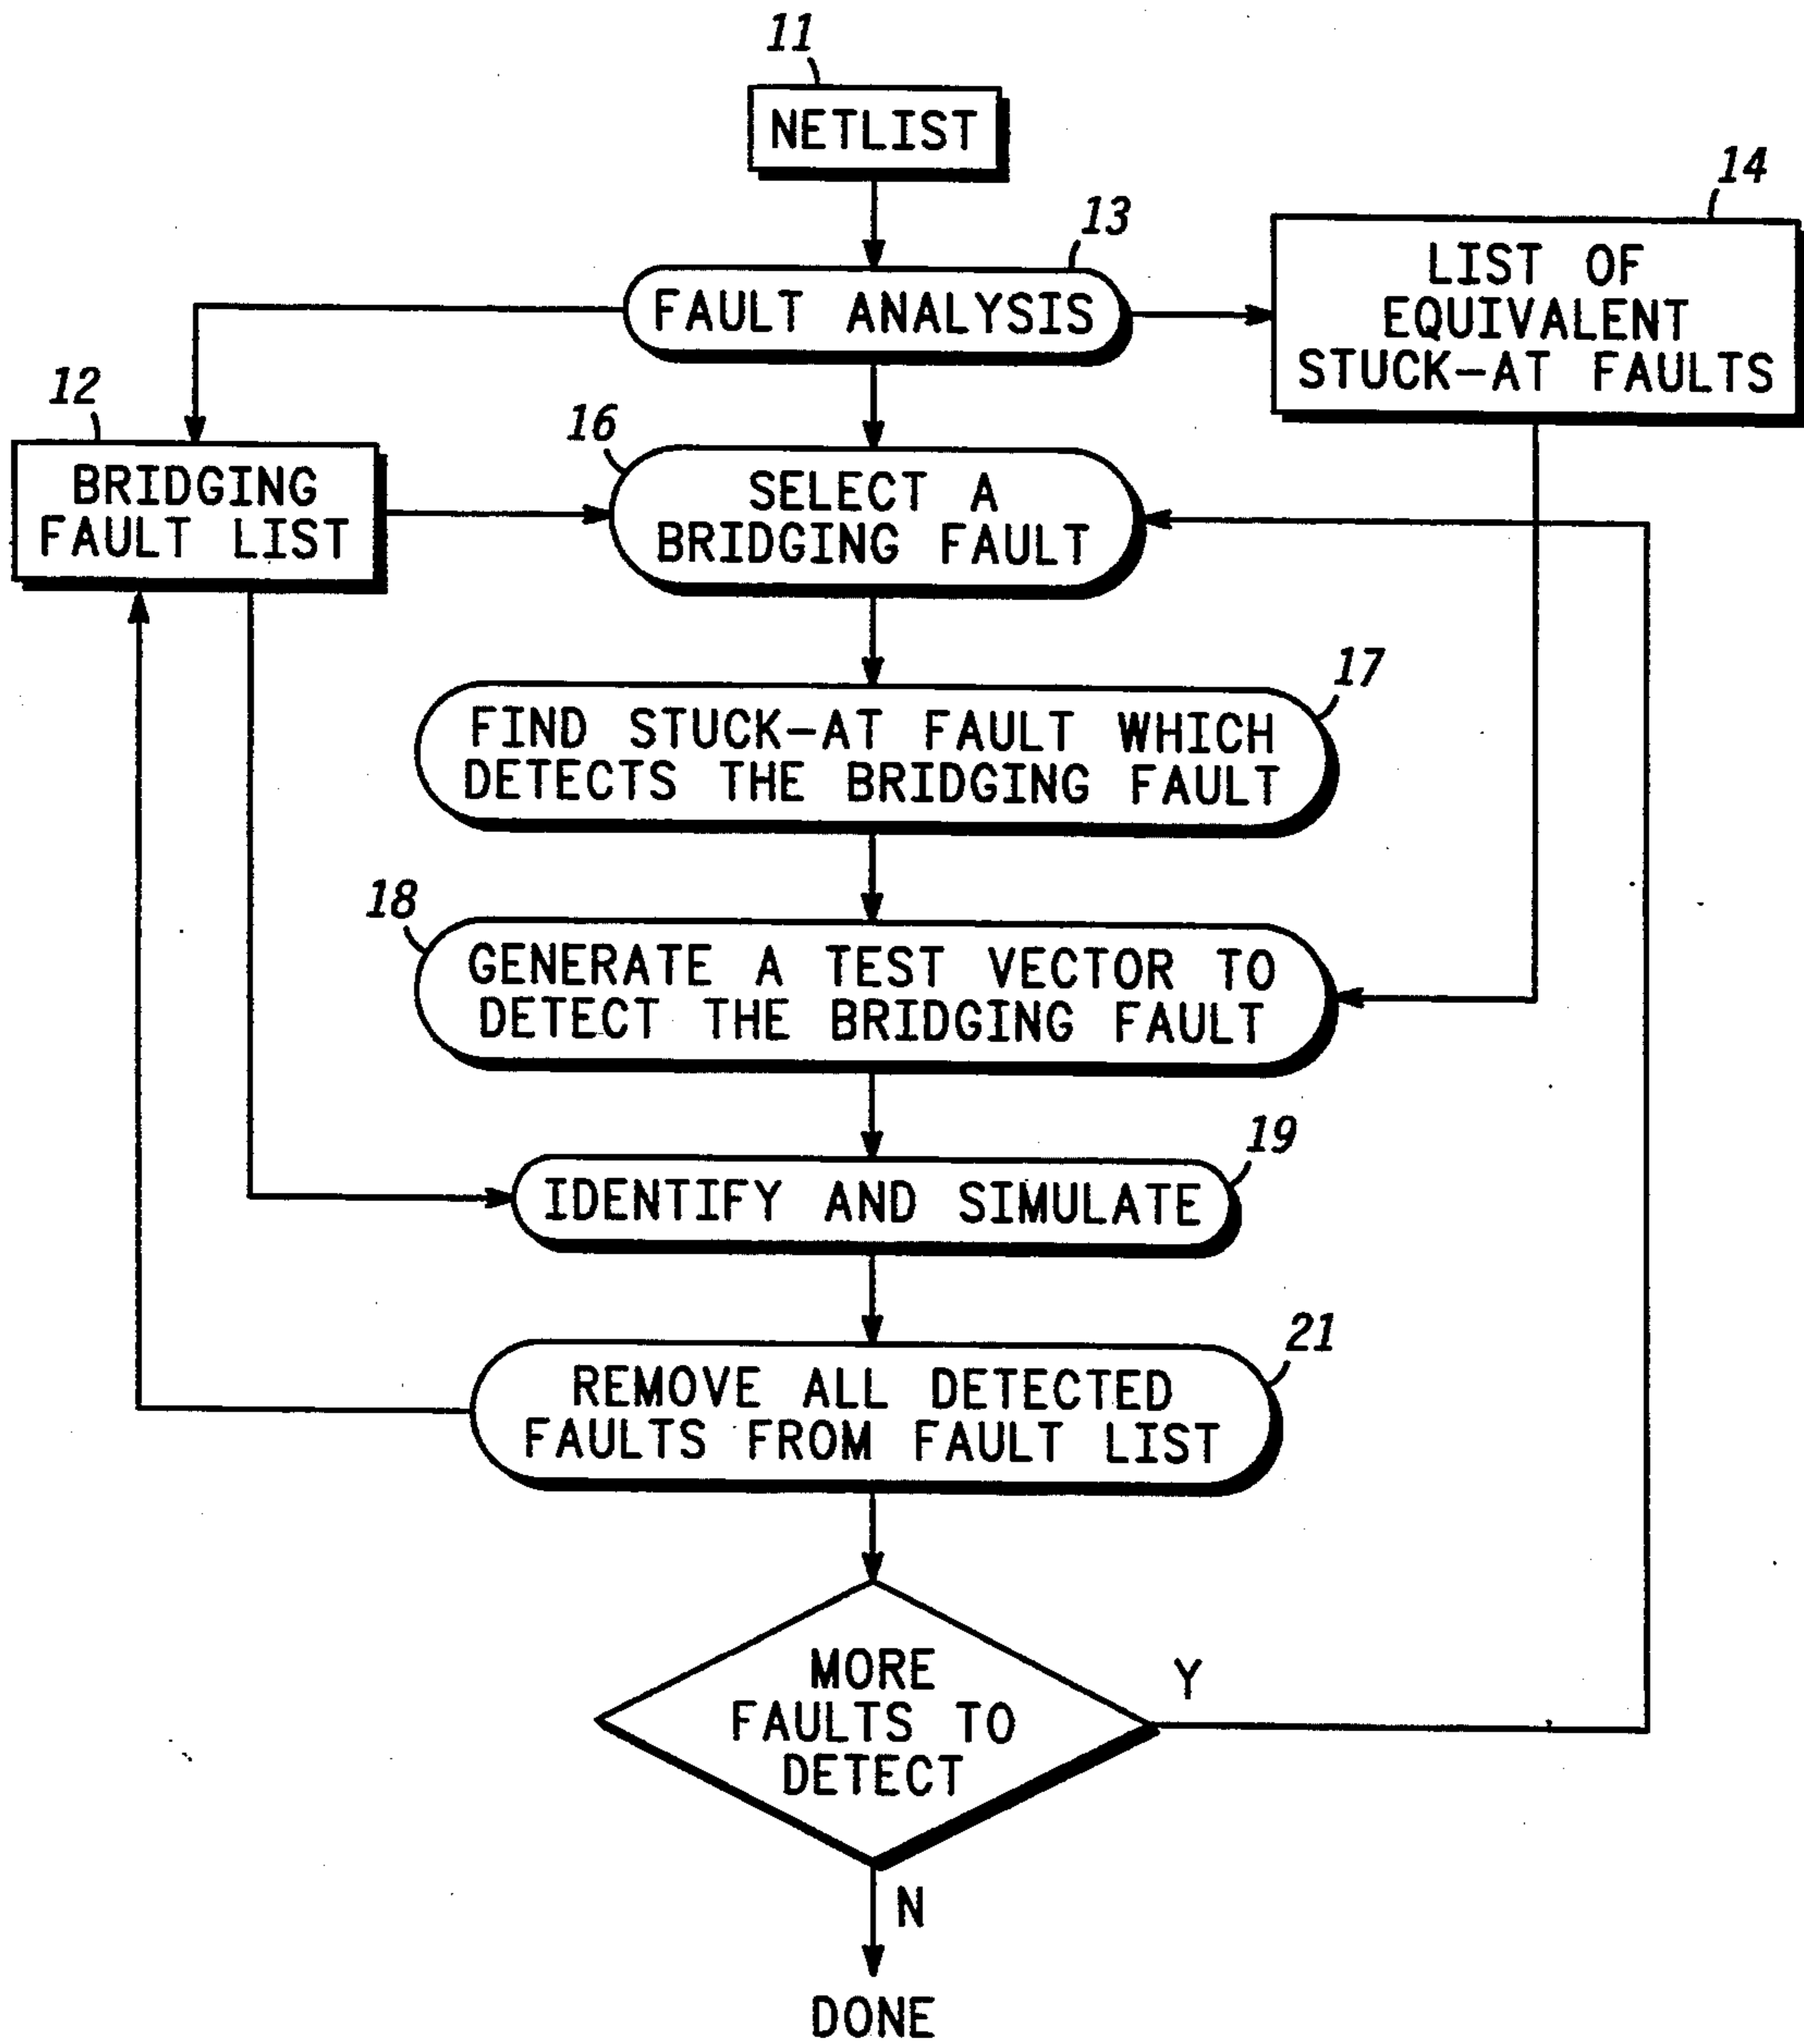 11
NETLIST
13
FAULT ANALYSIS
14
LIST OF
EQUIVALENT
STUCK-AT FAULTS
12
BRIDGING
FAULT LIST
16
SELECT A
BRIDGING FAULT
17
FIND STUCK-AT FAULT WHICH
DETECTS THE BRIDGING FAULT
18
GENERATE A TEST VECTOR TO
DETECT THE BRIDGING FAULT
19
IDENTIFY AND SIMULATE
21
REMOVE ALL DETECTED
FAULTS FROM FAULT LIST
MORE
FAULTS TO
DETECT
Y
N
DONE